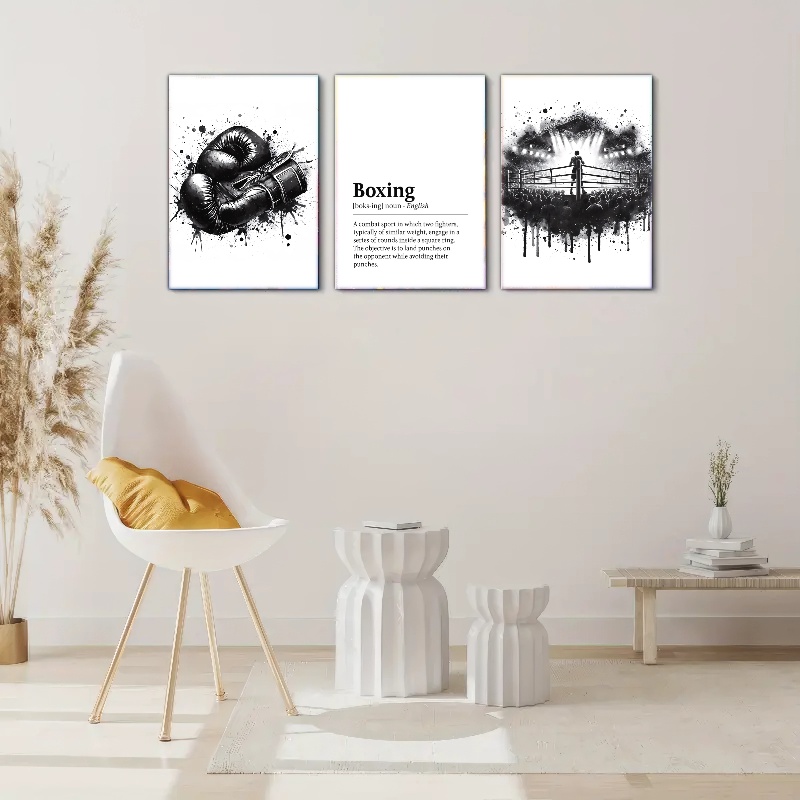 Boxing
[boks-ing] noun - English
A combat sport in which two fighters,
typically of similar weight, engage in a
series of rounds inside a square ring.
The objective is to land punches on
the opponent while avoiding their
punches.